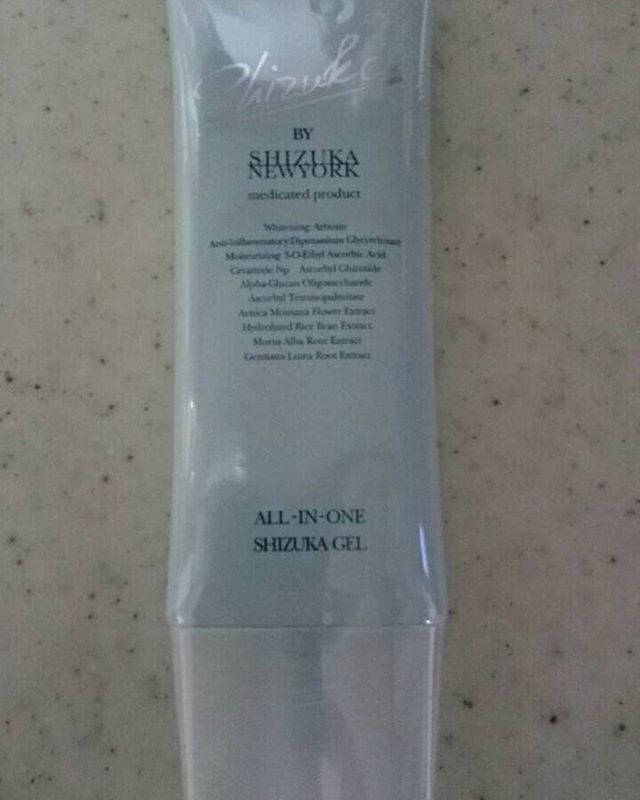 Shizuka
BY
SHIZUKA
NEWYORK
medicated product
Whitening: Arbutin
Anti-Inflammatory:Dipotassium Glycyrrhizate
Moisturizing: 3-O-Ethyl Ascorbic Acid
Ceramide Np Ascorbyl Glucoside
Alpha-Glucan Oligosaccharide
Ascorbyl Tetraisopalmitate
Arnica Montana Flower Extract
Hydrolyzed Rice Bran Extract
Morus Alba Root Extract
Gentiana Lutea Root Extract
ALL-IN-ONE
SHIZUKA GEL